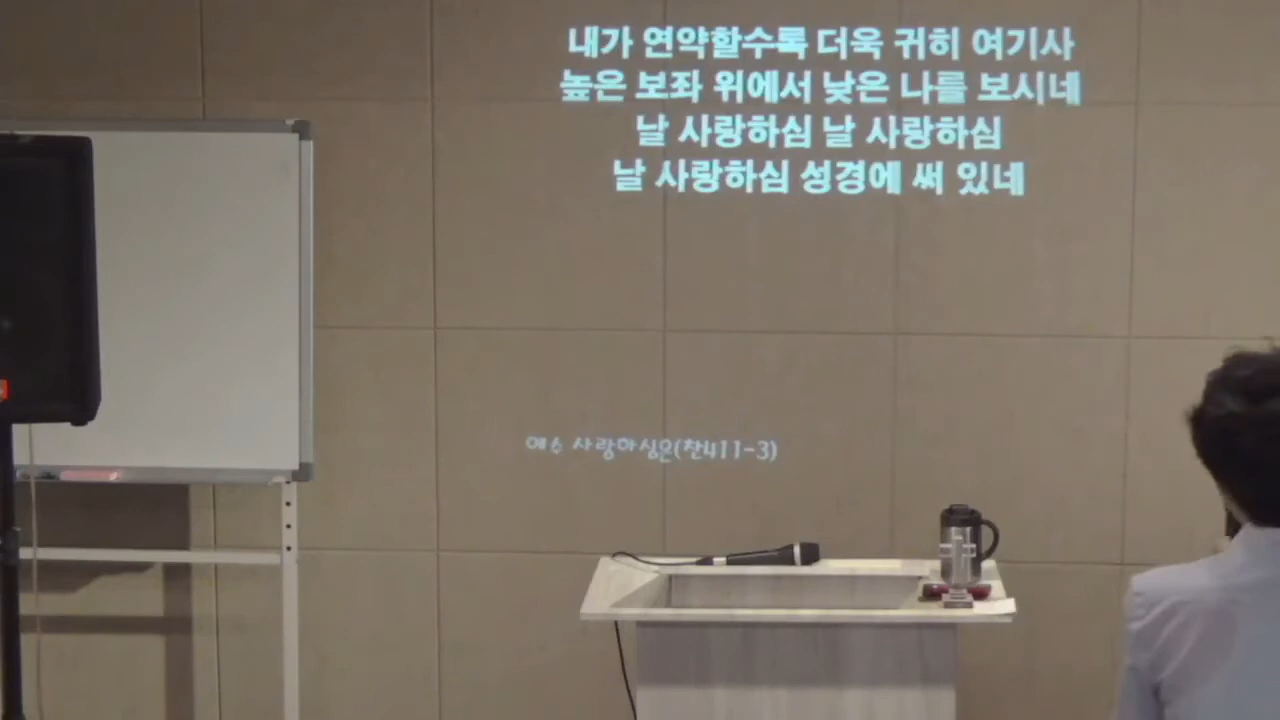 내가 연약할수록 더욱 귀히 여기사
높은 보좌 위에서 낮은 나를 보시네
날 사랑하심 날 사랑하심
날 사랑하심 성경에 써 있네
예수 사랑하심은(찬411-3)